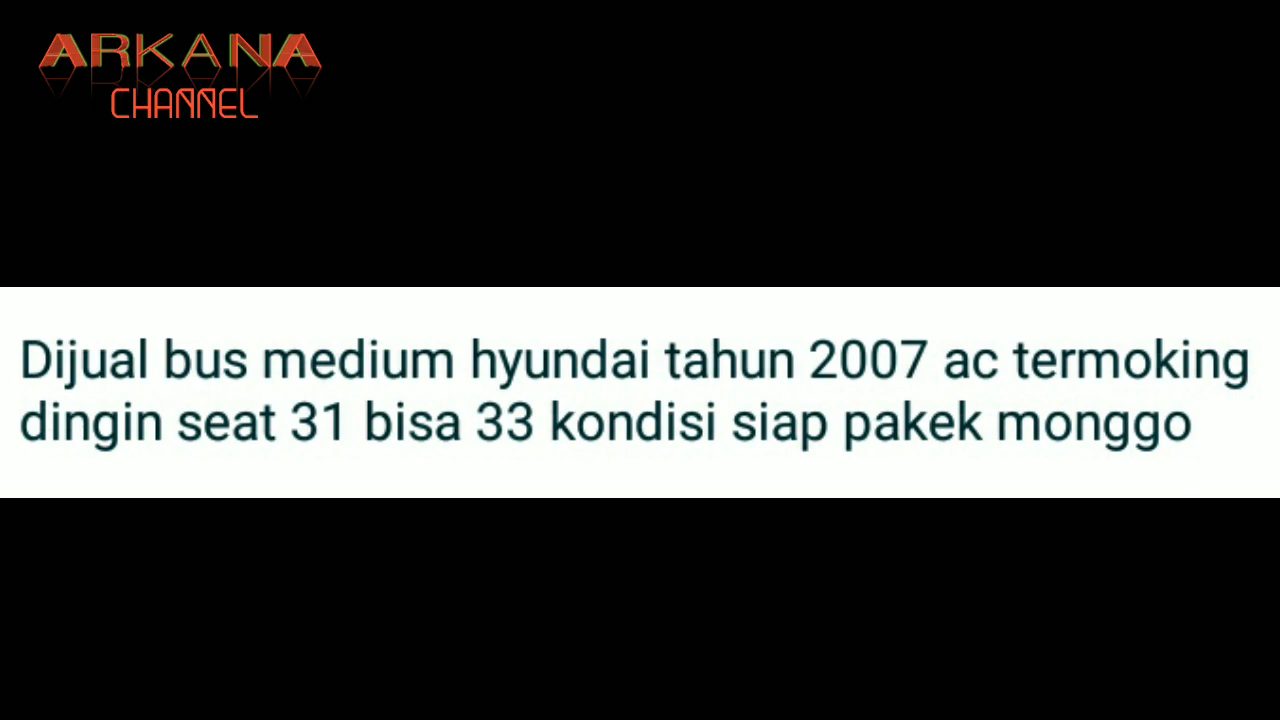 ARKANA
CHANNEL
Dijual bus medium hyundai tahun 2007 ac termoking
dingin seat 31 bisa 33 kondisi siap pakek monggo